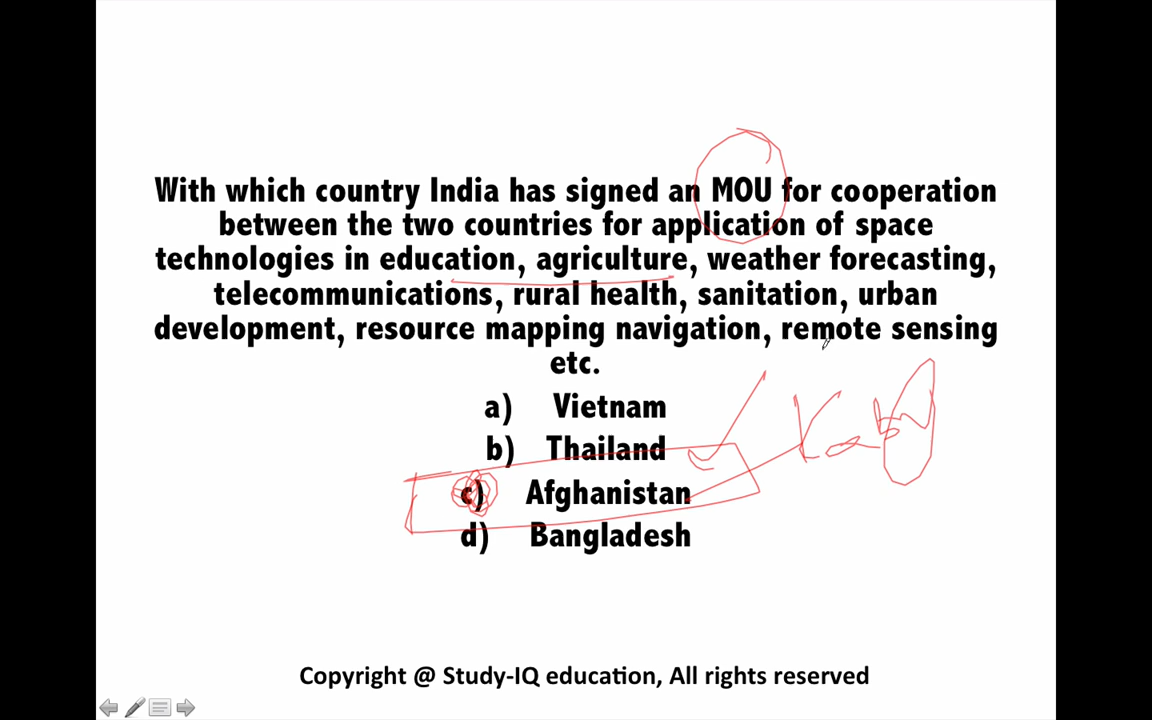 With which country India has signed an MOU for cooperation
between the two countries for application of space
technologies in education, agriculture, weather forecasting,
telecommunications, rural health, sanitation, urban
development, resource mapping navigation, remote sensing
etc.
a) Vietnam
b) Thailand
c) Afghanistan
d) Bangladesh
Copyright @ Study-IQ education, All rights reserved